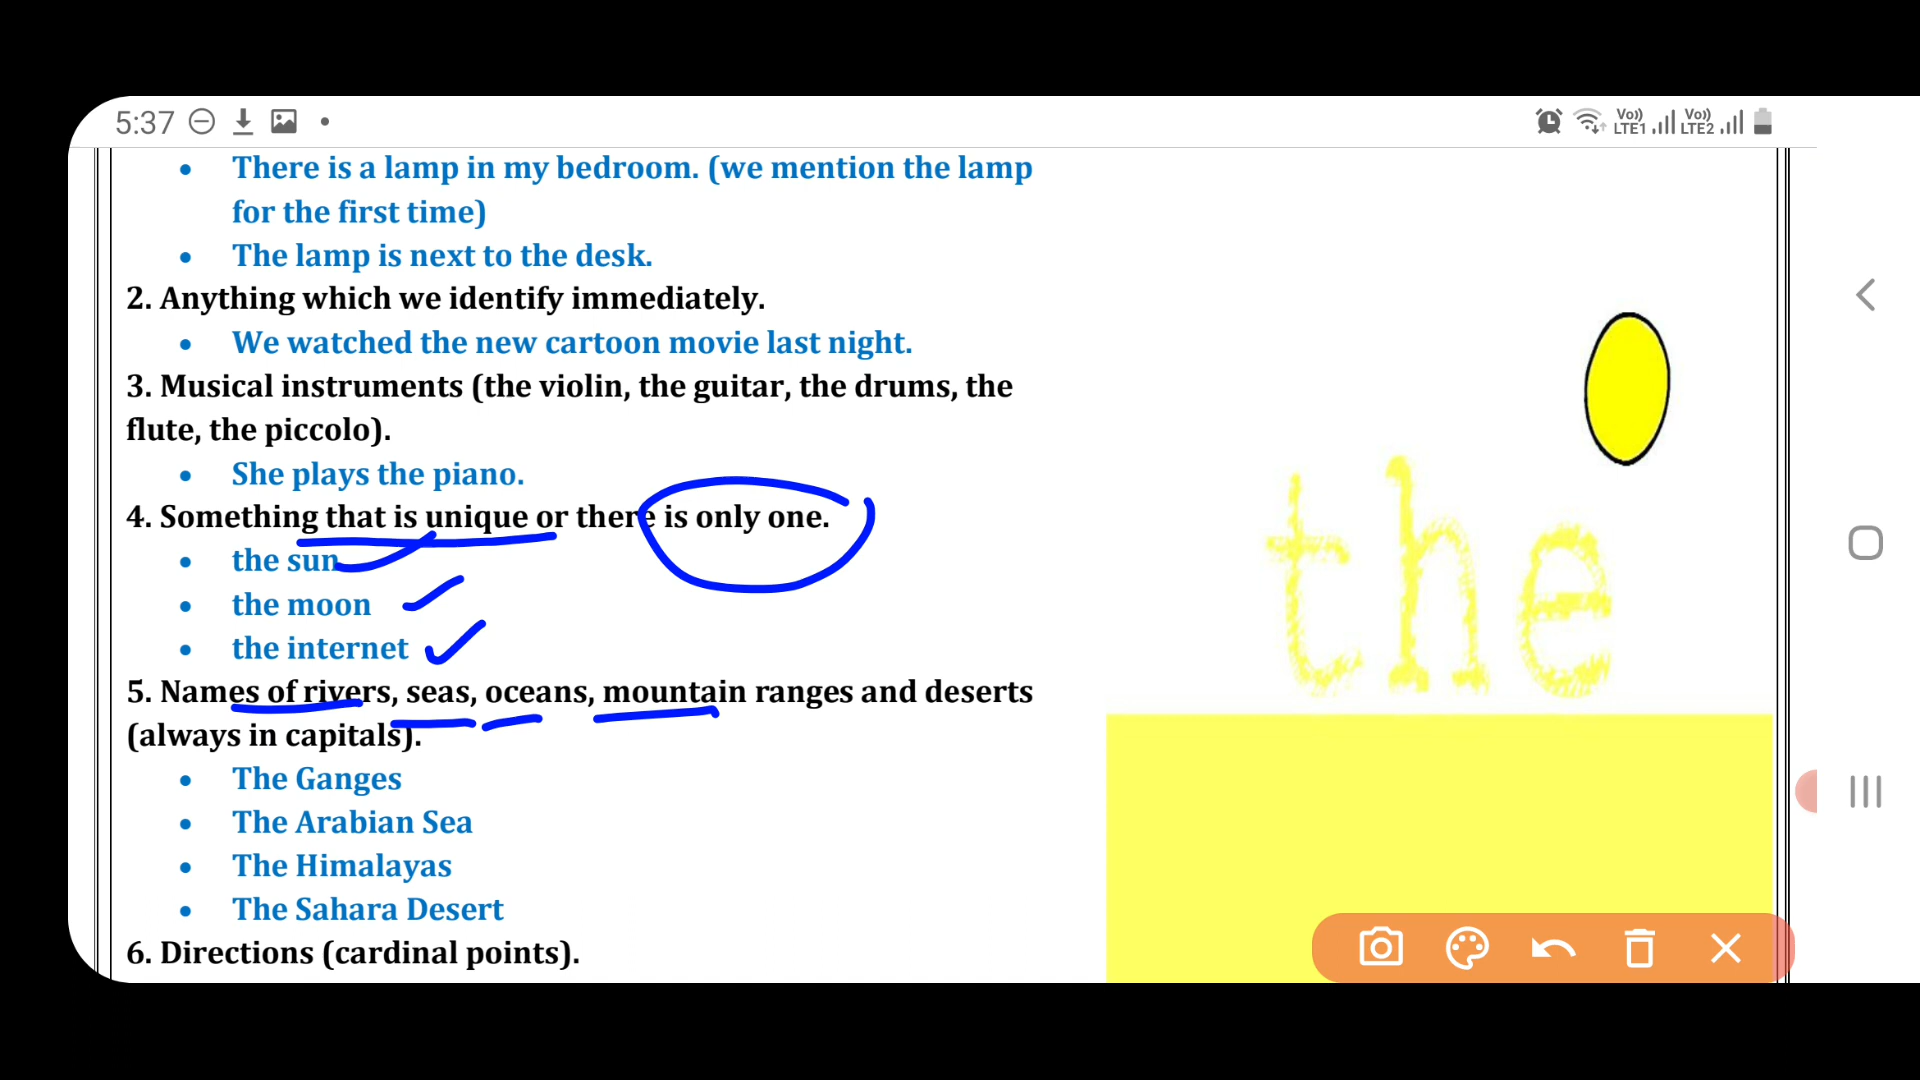 5:37
Vo)) LTE1 Vo)) LTE2
• There is a lamp in my bedroom. (we mention the lamp
for the first time)
• The lamp is next to the desk.
2. Anything which we identify immediately.
• We watched the new cartoon movie last night.
3. Musical instruments (the violin, the guitar, the drums, the
flute, the piccolo).
• She plays the piano.
4. Something that is unique or there is only one.
• the sun
• the moon
• the internet
5. Names of rivers, seas, oceans, mountain ranges and deserts
(always in capitals).
• The Ganges
• The Arabian Sea
• The Himalayas
• The Sahara Desert
6. Directions (cardinal points).
the